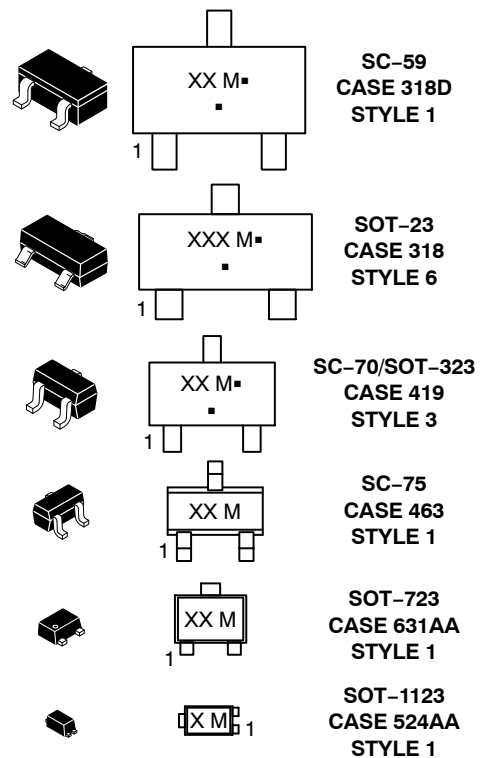 XX M▪
▪
1
SC−59
CASE 318D
STYLE 1
XXX M▪
▪
1
SOT−23
CASE 318
STYLE 6
XX M▪
▪
1
SC−70/SOT−323
CASE 419
STYLE 3
XX M
1
SC−75
CASE 463
STYLE 1
XX M
1
SOT−723
CASE 631AA
STYLE 1
X M
1
SOT−1123
CASE 524AA
STYLE 1